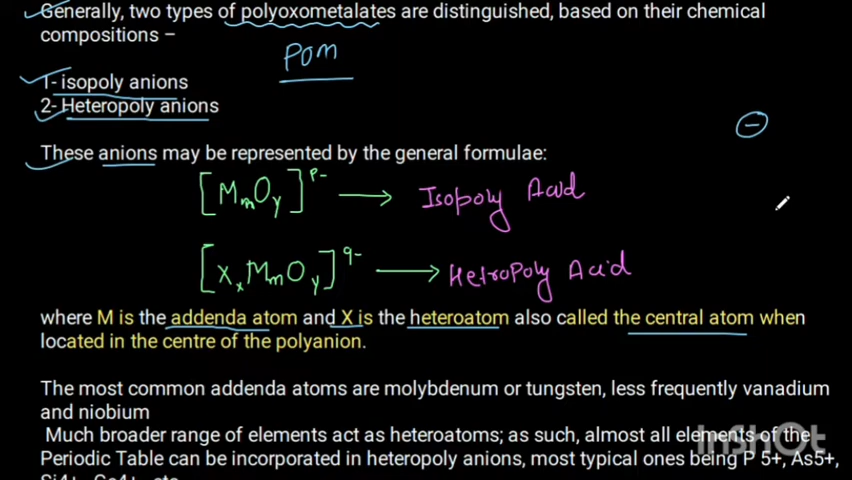 Generally, two types of polyoxometalates are distinguished, based on their chemical
compositions –
POM
1- isopoly anions
2- Heteropoly anions
These anions may be represented by the general formulae:
[MmOy]p- → Isopoly Acid
[XxMmOy]q- → HetroPoly Acid
where M is the addenda atom and X is the heteroatom also called the central atom when
located in the centre of the polyanion.
The most common addenda atoms are molybdenum or tungsten, less frequently vanadium
and niobium
Much broader range of elements act as heteroatoms; as such, almost all elements of the
Periodic Table can be incorporated in heteropoly anions, most typical ones being P 5+, As5+,
Si4+, Ge4+, etc
InShOt